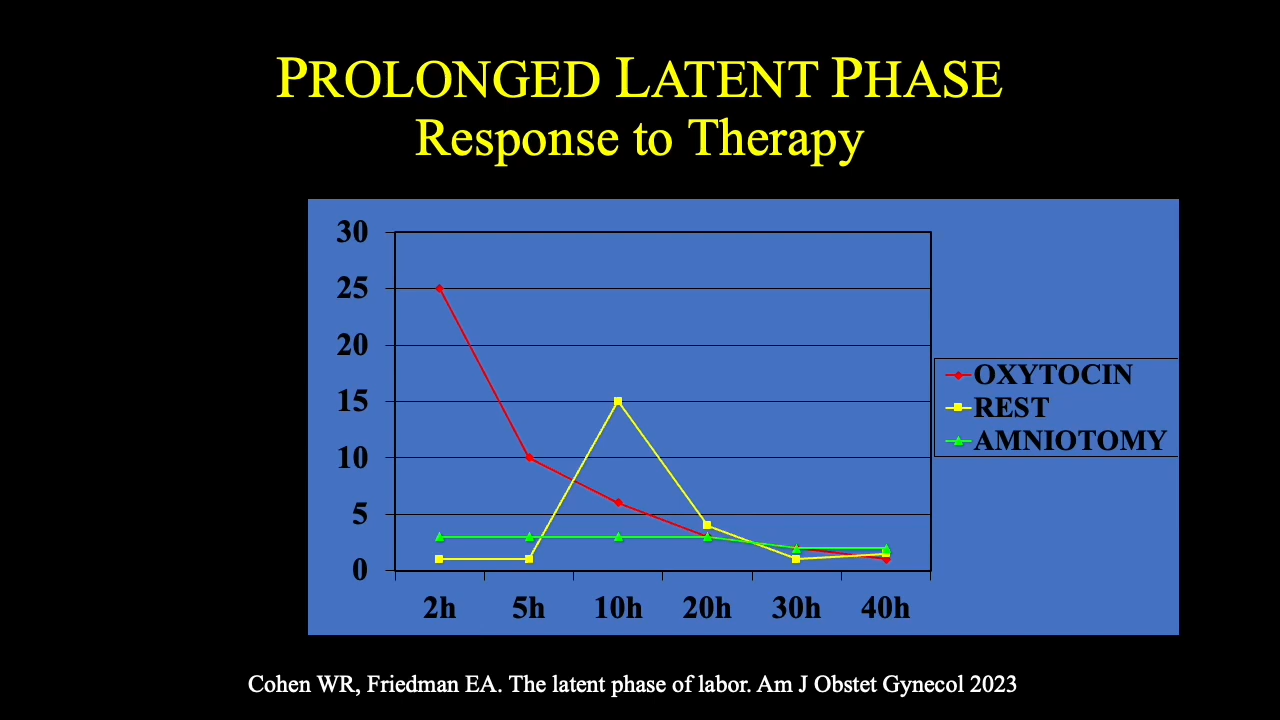 PROLONGED LATENT PHASE
Response to Therapy
30
25
20
15
10
5
0
2h 5h 10h 20h 30h 40h
OXYTOCIN
REST
AMNIOTOMY
Cohen WR, Friedman EA. The latent phase of labor. Am J Obstet Gynecol 2023